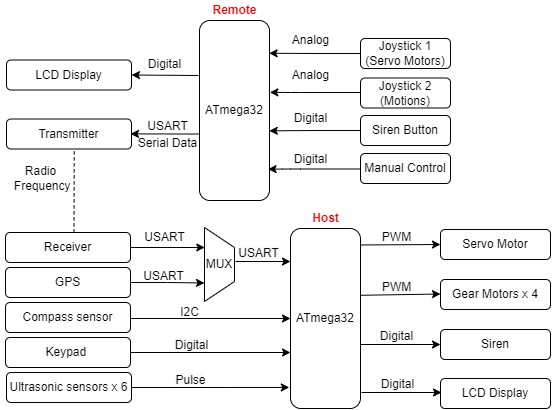 Remote
Analog
Joystick 1
(Servo Motors)
Digital
LCD Display
Analog
Joystick 2
(Motions)
ATmega32
USART
Digital
Siren Button
Transmitter
Serial Data
Digital
Manual Control
Radio
Frequency
Host
USART
PWM
Receiver
Servo Motor
USART
MUX
GPS
USART
PWM
Gear Motors x 4
I2C
Compass sensor
ATmega32
Digital
Siren
Keypad
Digital
Pulse
Ultrasonic sensors x 6
Digital
LCD Display